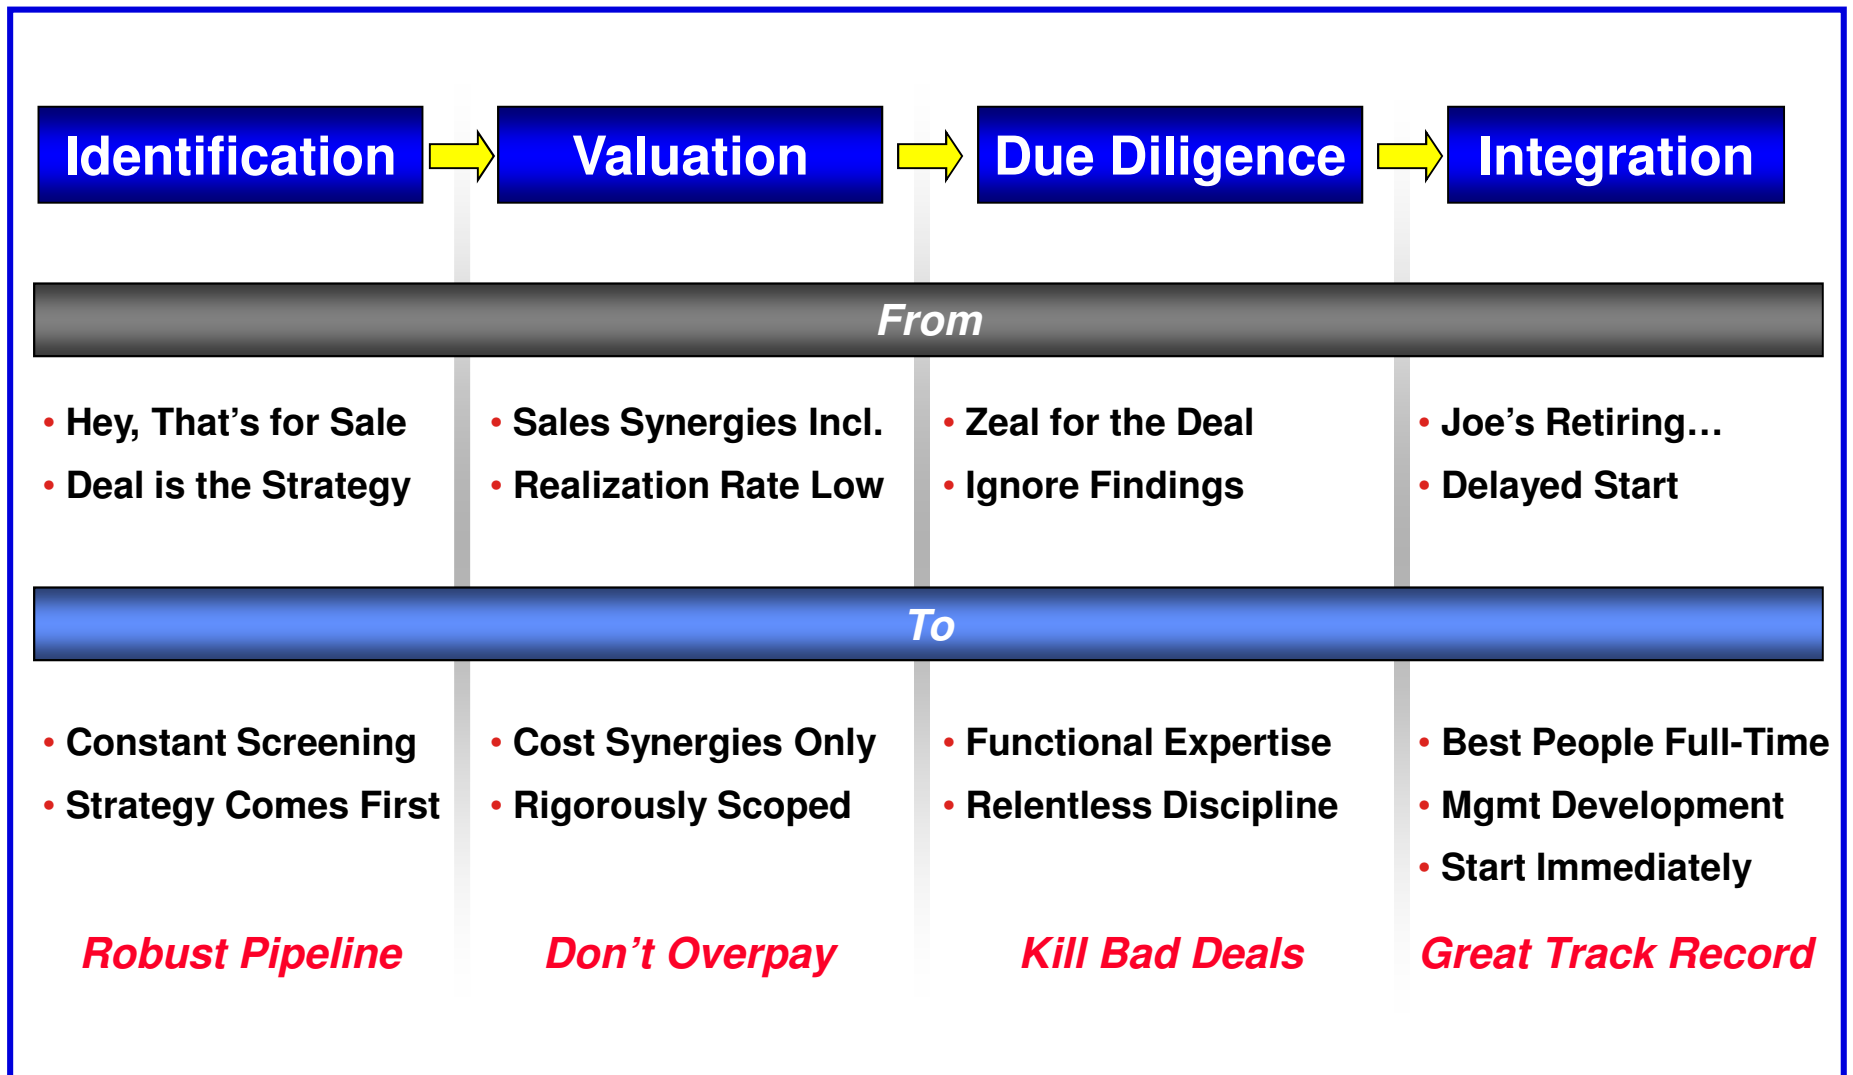 Identification
Valuation
Due Diligence
Integration
From
• Hey, That’s for Sale
• Deal is the Strategy
• Sales Synergies Incl.
• Realization Rate Low
• Zeal for the Deal
• Ignore Findings
• Joe’s Retiring…
• Delayed Start
To
• Constant Screening
• Strategy Comes First
• Cost Synergies Only
• Rigorously Scoped
• Functional Expertise
• Relentless Discipline
• Best People Full-Time
• Mgmt Development
• Start Immediately
Robust Pipeline
Don’t Overpay
Kill Bad Deals
Great Track Record